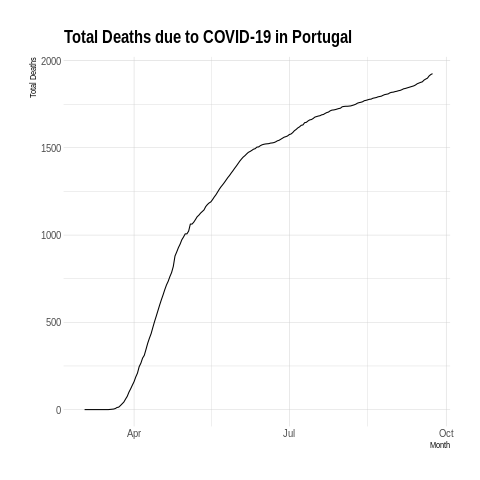 Total Deaths due to COVID-19 in Portugal
Total Deaths
2000
1500
1000
500
0
Apr
Jul
Oct
Month